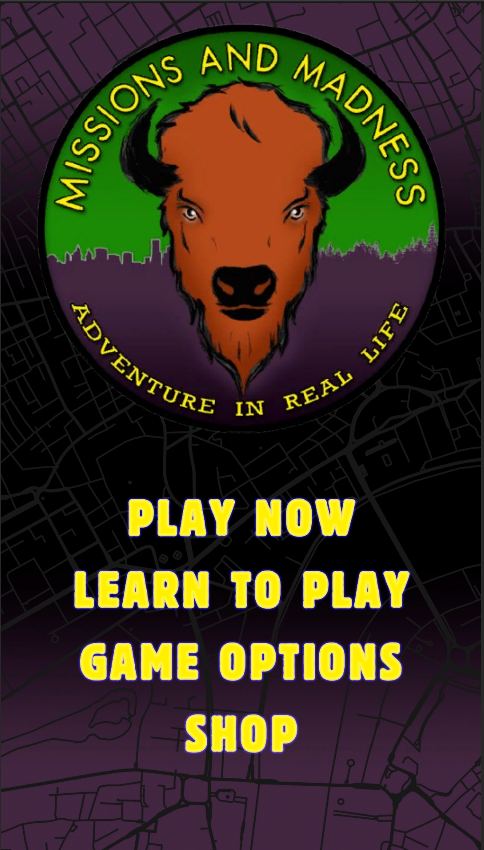 MISSIONS AND MADNESS
ADVENTURE IN REAL LIFE
PLAY NOW
LEARN TO PLAY
GAME OPTIONS
SHOP